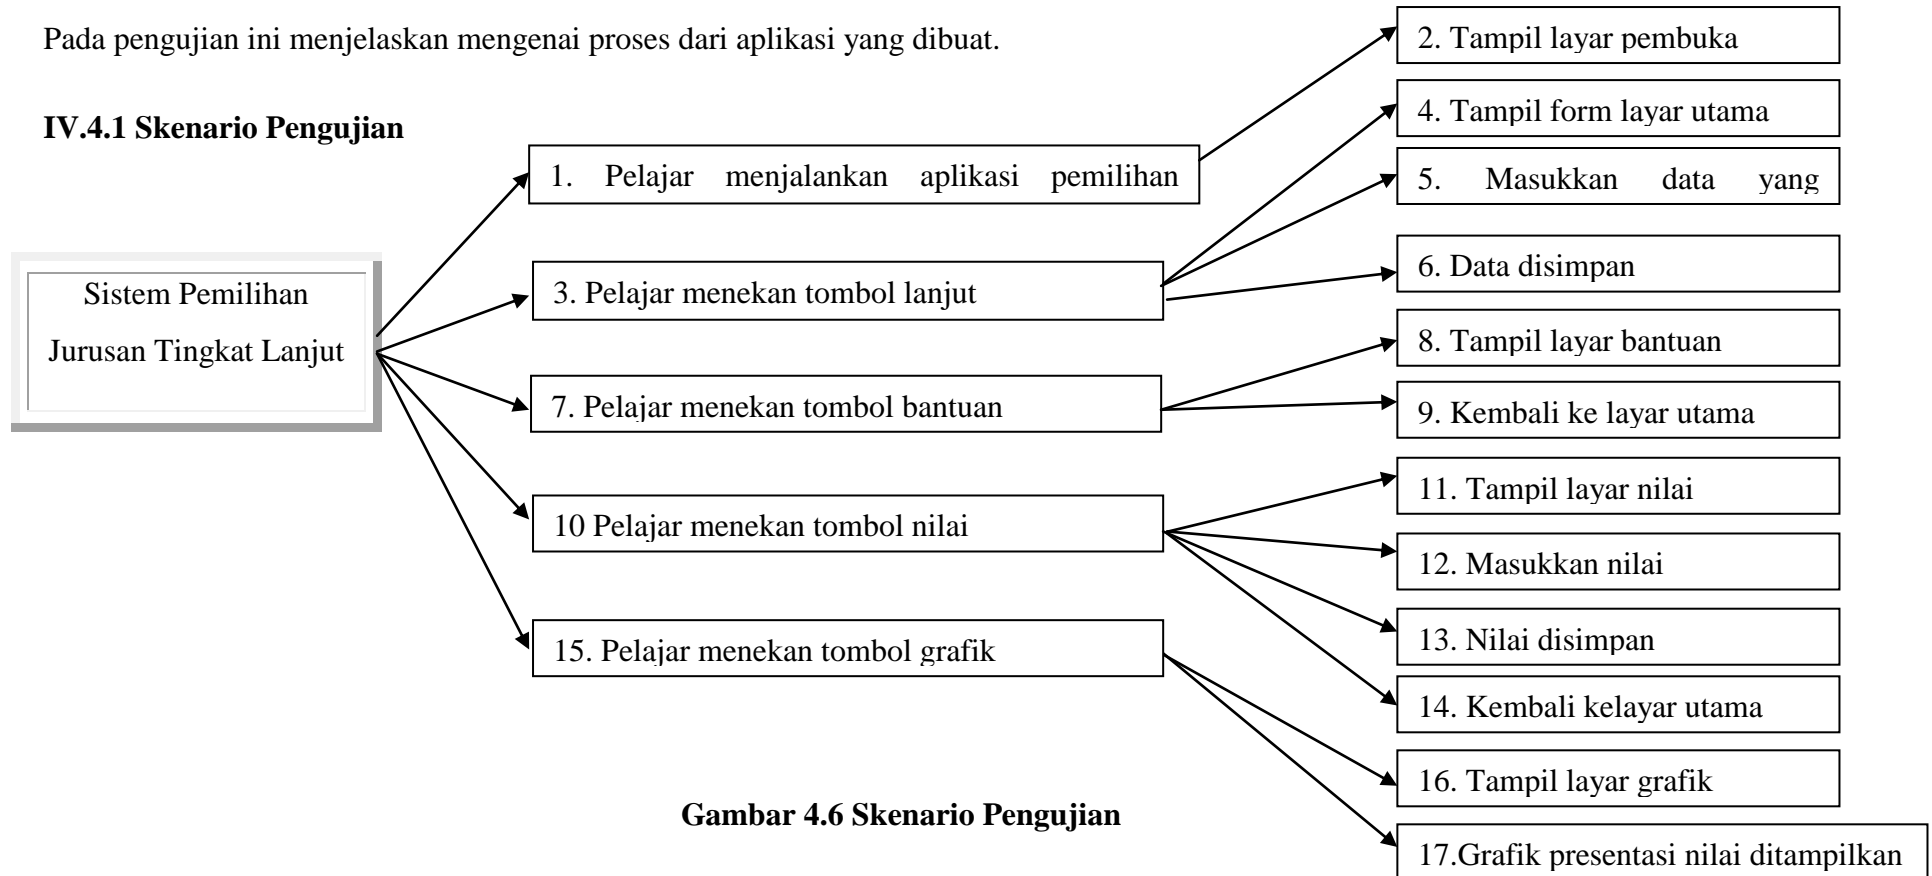 Pada pengujian ini menjelaskan mengenai proses dari aplikasi yang dibuat.
IV.4.1 Skenario Pengujian
Sistem Pemilihan
Jurusan Tingkat Lanjut
1. Pelajar menjalankan aplikasi pemilihan
3. Pelajar menekan tombol lanjut
7. Pelajar menekan tombol bantuan
10 Pelajar menekan tombol nilai
15. Pelajar menekan tombol grafik
2. Tampil layar pembuka
4. Tampil form layar utama
5. Masukkan data yang
6. Data disimpan
8. Tampil layar bantuan
9. Kembali ke layar utama
11. Tampil layar nilai
12. Masukkan nilai
13. Nilai disimpan
14. Kembali kelayar utama
16. Tampil layar grafik
17.Grafik presentasi nilai ditampilkan
Gambar 4.6 Skenario Pengujian